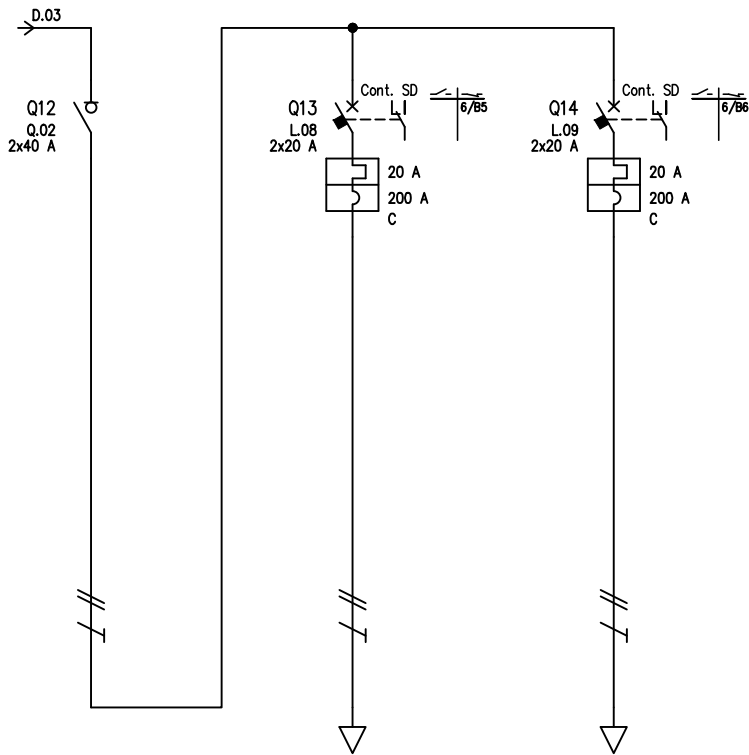 D.03
Q12
Q.02
2x40 A
Q13
L.08
2x20 A
Cont. SD
6/B5
20 A
200 A
C
Q14
L.09
2x20 A
Cont. SD
6/B6
20 A
200 A
C